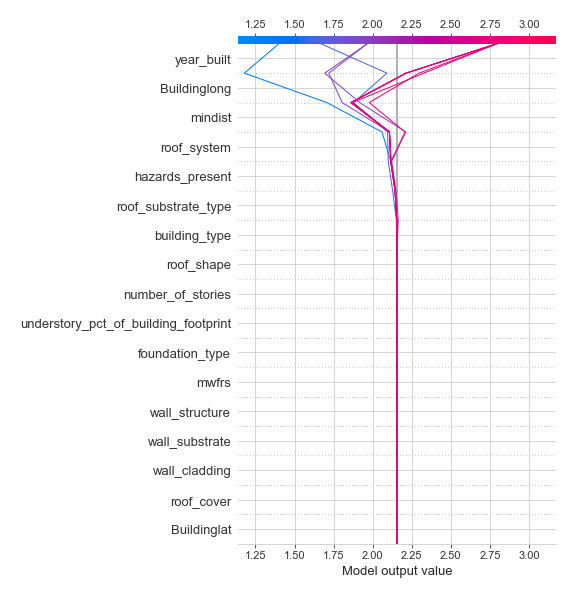 1.25 1.50 1.75 2.00 2.25 2.50 2.75 3.00
year_built
Buildinglong
mindist
roof_system
hazards_present
roof_substrate_type
building_type
roof_shape
number_of_stories
understory_pct_of_building_footprint
foundation_type
mwfrs
wall_structure
wall_substrate
wall_cladding
roof_cover
Buildinglat
1.25 1.50 1.75 2.00 2.25 2.50 2.75 3.00
Model output value